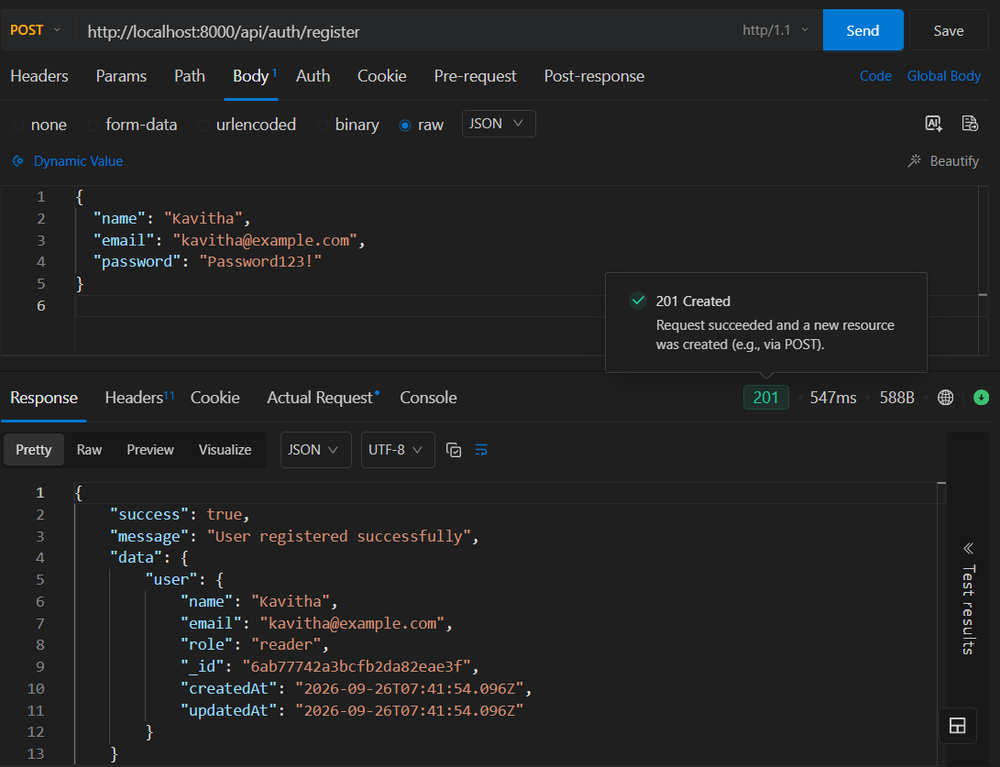 POST http://localhost:8000/api/auth/register http/1.1 Send Save
Headers Params Path Body 1 Auth Cookie Pre-request Post-response Code Global Body
none form-data urlencoded binary raw JSON AI
Dynamic Value Beautify
1 {
2 "name": "Kavitha",
3 "email": "kavitha@example.com",
4 "password": "Password123!"
5 }
6
201 Created
Request succeeded and a new resource
was created (e.g., via POST).
Response Headers 11 Cookie Actual Request Console 201 547ms 588B
Pretty Raw Preview Visualize JSON UTF-8
1 {
2 "success": true,
3 "message": "User registered successfully",
4 "data": {
5 "user": {
6 "name": "Kavitha",
7 "email": "kavitha@example.com",
8 "role": "reader",
9 "_id": "6ab77742a3bcfb2da82eae3f",
10 "createdAt": "2026-09-26T07:41:54.096Z",
11 "updatedAt": "2026-09-26T07:41:54.096Z"
12 }
13 }
Test results